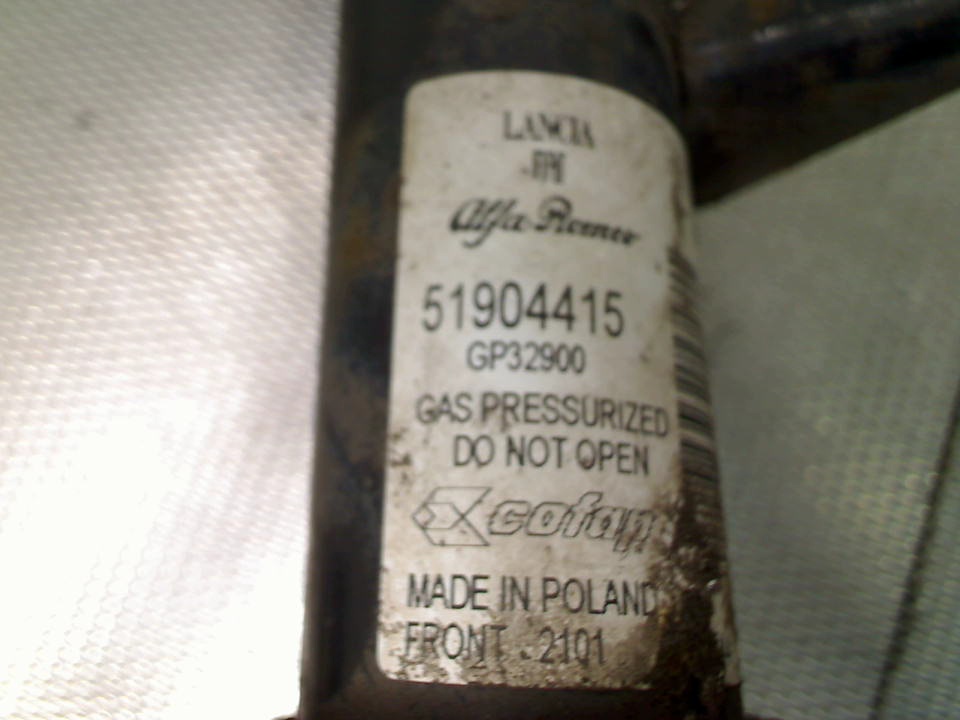 LANCIA
Alfa-Romeo
51904415
GP32900
GAS PRESSURIZED
DO NOT OPEN
cofap
MADE IN POLAND
FRONT 2101